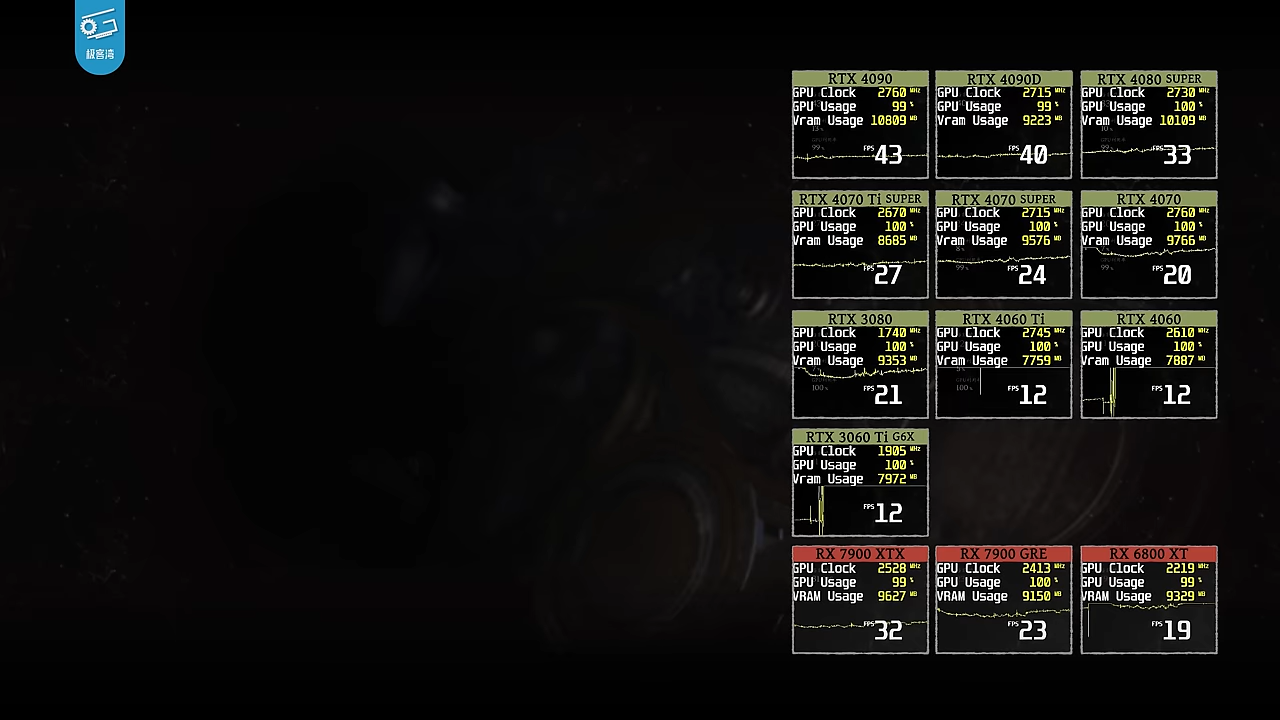 极客湾
RTX 4090
GPU Clock 2760 MHz
GPU Usage 99 %
Vram Usage 10809 MB
FPS 43
RTX 4090D
GPU Clock 2715 MHz
GPU Usage 99 %
Vram Usage 9223 MB
FPS 40
RTX 4080 SUPER
GPU Clock 2730 MHz
GPU Usage 100 %
Vram Usage 10109 MB
FPS 33
RTX 4070 Ti SUPER
GPU Clock 2670 MHz
GPU Usage 100 %
Vram Usage 8685 MB
FPS 27
RTX 4070 SUPER
GPU Clock 2715 MHz
GPU Usage 100 %
Vram Usage 9576 MB
FPS 24
RTX 4070
GPU Clock 2760 MHz
GPU Usage 100 %
Vram Usage 9766 MB
FPS 20
RTX 3080
GPU Clock 1740 MHz
GPU Usage 100 %
Vram Usage 9353 MB
FPS 21
RTX 4060 Ti
GPU Clock 2745 MHz
GPU Usage 100 %
Vram Usage 7759 MB
FPS 12
RTX 4060
GPU Clock 2610 MHz
GPU Usage 100 %
Vram Usage 7887 MB
FPS 12
RTX 3060 Ti G6X
GPU Clock 1905 MHz
GPU Usage 100 %
Vram Usage 7972 MB
FPS 12
RX 7900 XTX
GPU Clock 2528 MHz
GPU Usage 99 %
VRAM Usage 9627 MB
FPS 32
RX 7900 GRE
GPU Clock 2413 MHz
GPU Usage 100 %
VRAM Usage 9150 MB
FPS 23
RX 6800 XT
GPU Clock 2219 MHz
GPU Usage 99 %
VRAM Usage 9329 MB
FPS 19